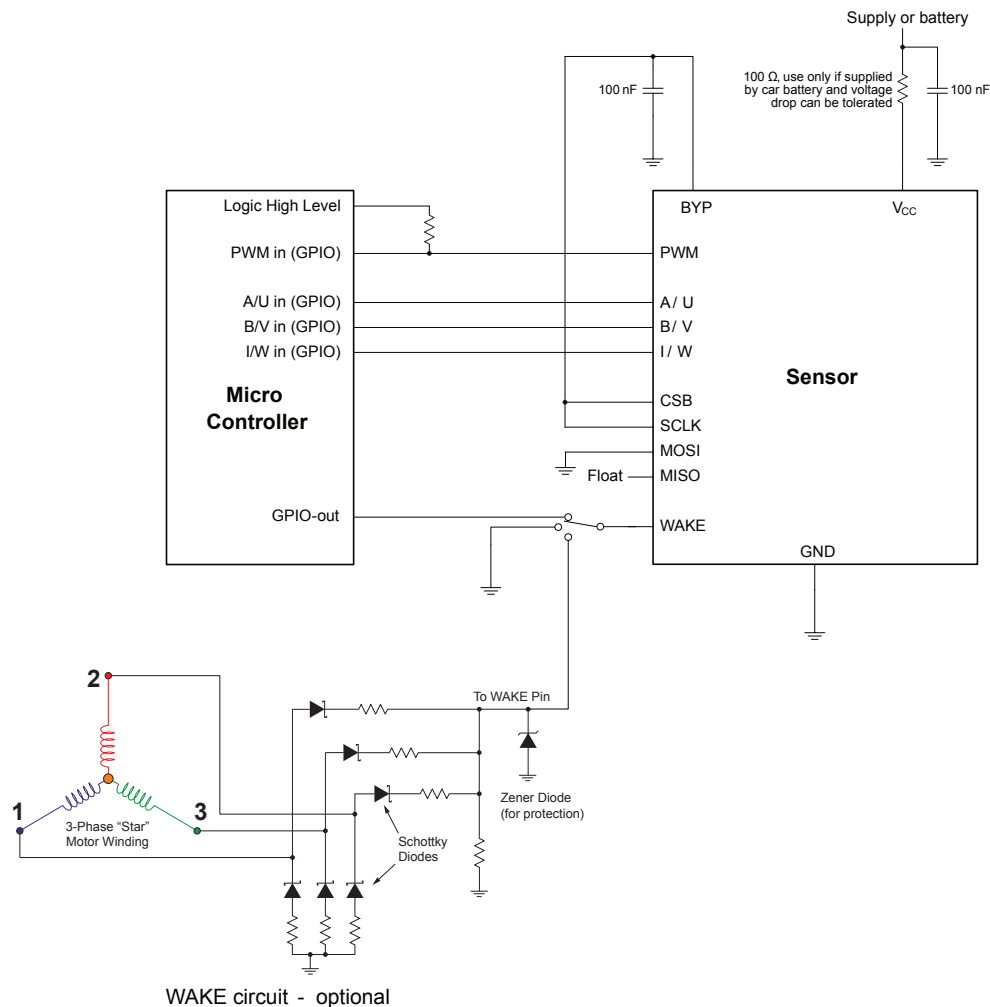 Supply or battery
100 Ω, use only if supplied
by car battery and voltage
drop can be tolerated
100 nF
100 nF
Logic High Level
PWM in (GPIO)
A/U in (GPIO)
B/V in (GPIO)
I/W in (GPIO)
Micro
Controller
GPIO-out
BYP
VCC
PWM
A / U
B / V
I / W
Sensor
CSB
SCLK
MOSI
Float
MISO
WAKE
GND
2
To WAKE Pin
1
3
3-Phase “Star”
Motor Winding
Zener Diode
(for protection)
Schottky
Diodes
WAKE circuit - optional